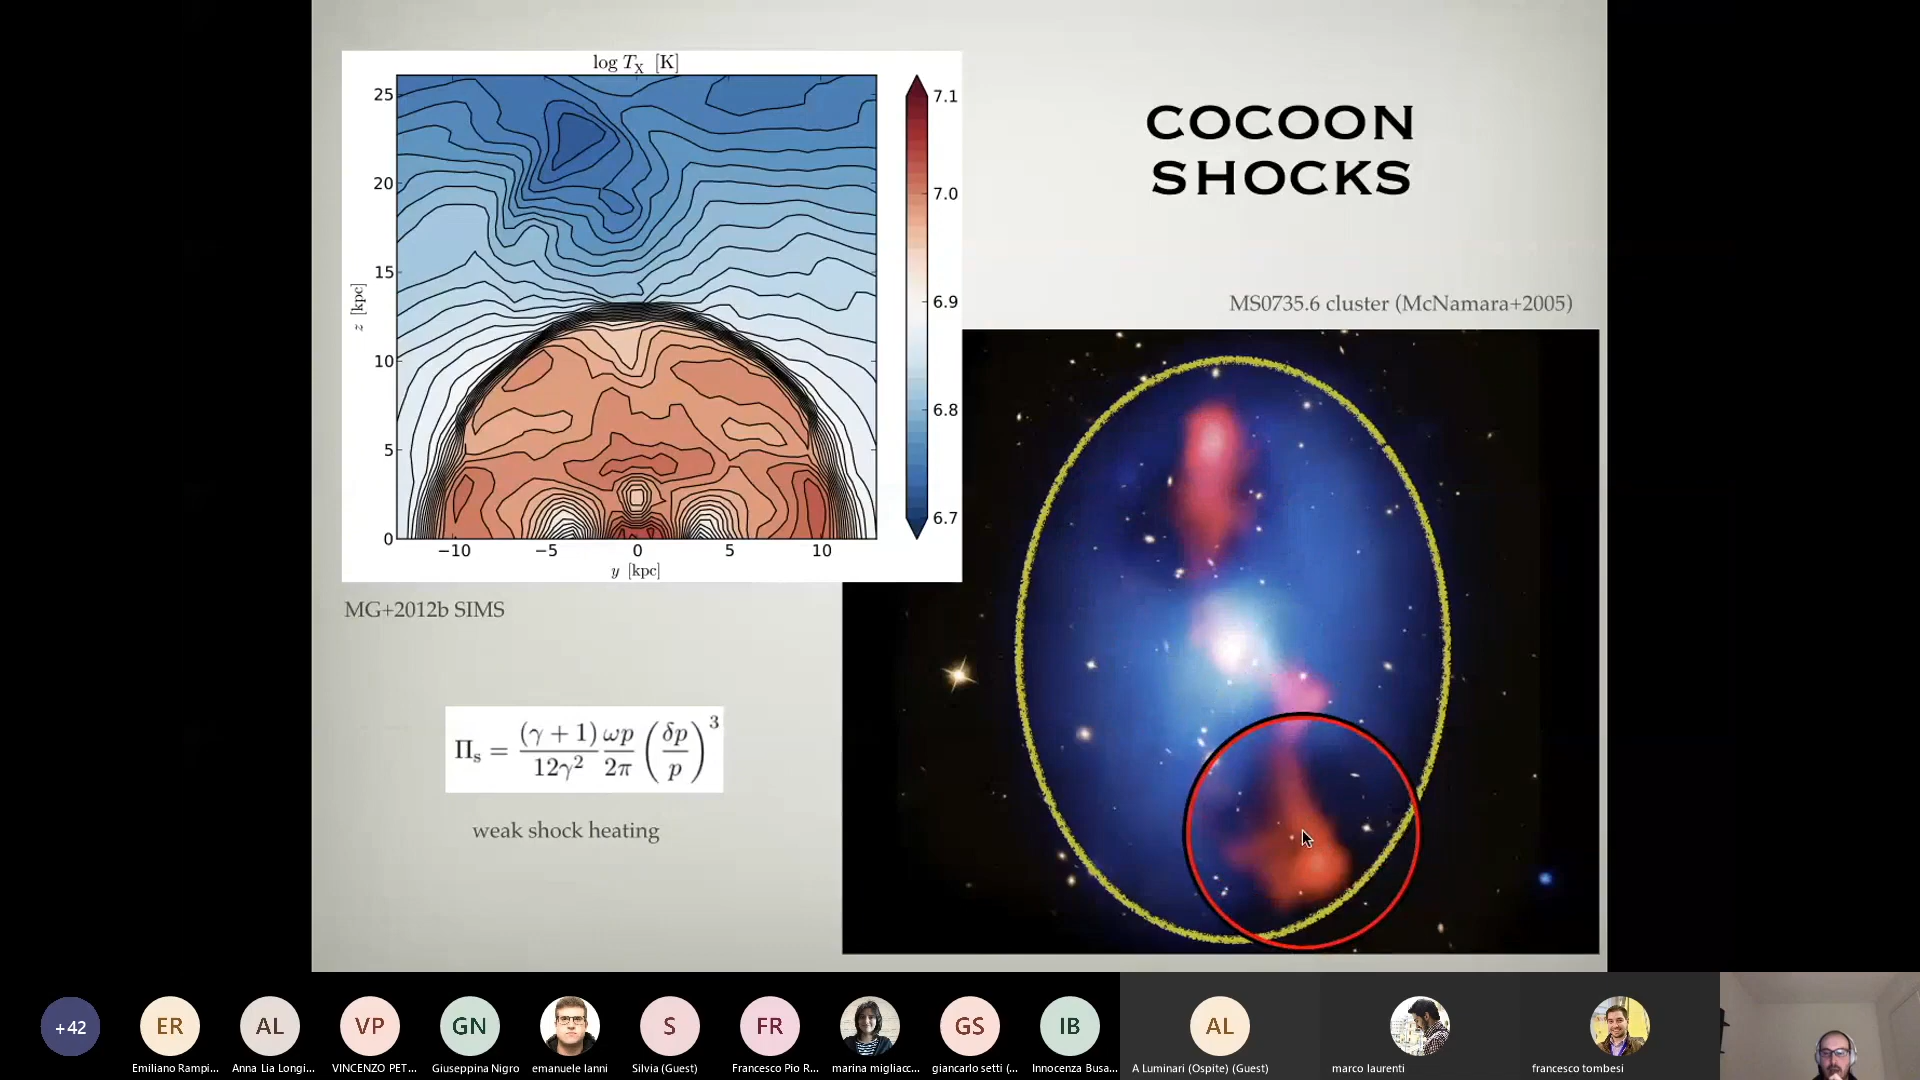 log T_X [K]
25
20
15
10
5
0
z [kpc]
−10 −5 0 5 10
y [kpc]
7.1
7.0
6.9
6.8
6.7
COCOON
SHOCKS
MS0735.6 cluster (McNamara+2005)
MG+2012b SIMS
Π_s = (γ + 1)/12γ² ωp/2π (δp/p)³
weak shock heating
+42
ER
Emiliano Rampi...
AL
Anna Lia Longi...
VP
VINCENZO PET...
GN
Giuseppina Nigro
emanuele Ianni
S
Silvia (Guest)
FR
Francesco Pio R...
marina migliacc...
GS
giancarlo setti (...
IB
Innocenza Busa...
AL
A Luminari (Ospite) (Guest)
marco laurenti
francesco tombesi